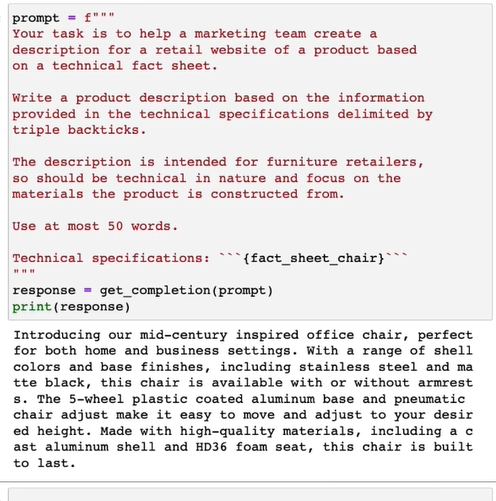 prompt = f"""
Your task is to help a marketing team create a
description for a retail website of a product based
on a technical fact sheet.
Write a product description based on the information
provided in the technical specifications delimited by
triple backticks.
The description is intended for furniture retailers,
so should be technical in nature and focus on the
materials the product is constructed from.
Use at most 50 words.
Technical specifications: ```{fact_sheet_chair}```
"""
response = get_completion(prompt)
print(response)
Introducing our mid-century inspired office chair, perfect
for both home and business settings. With a range of shell
colors and base finishes, including stainless steel and ma
tte black, this chair is available with or without armrest
s. The 5-wheel plastic coated aluminum base and pneumatic
chair adjust make it easy to move and adjust to your desir
ed height. Made with high-quality materials, including a c
ast aluminum shell and HD36 foam seat, this chair is built
to last.